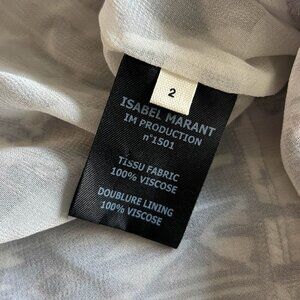 2
ISABEL MARANT
IM PRODUCTION
n°1501
TISSU FABRIC
100% VISCOSE
DOUBLURE LINING
100% VISCOSE